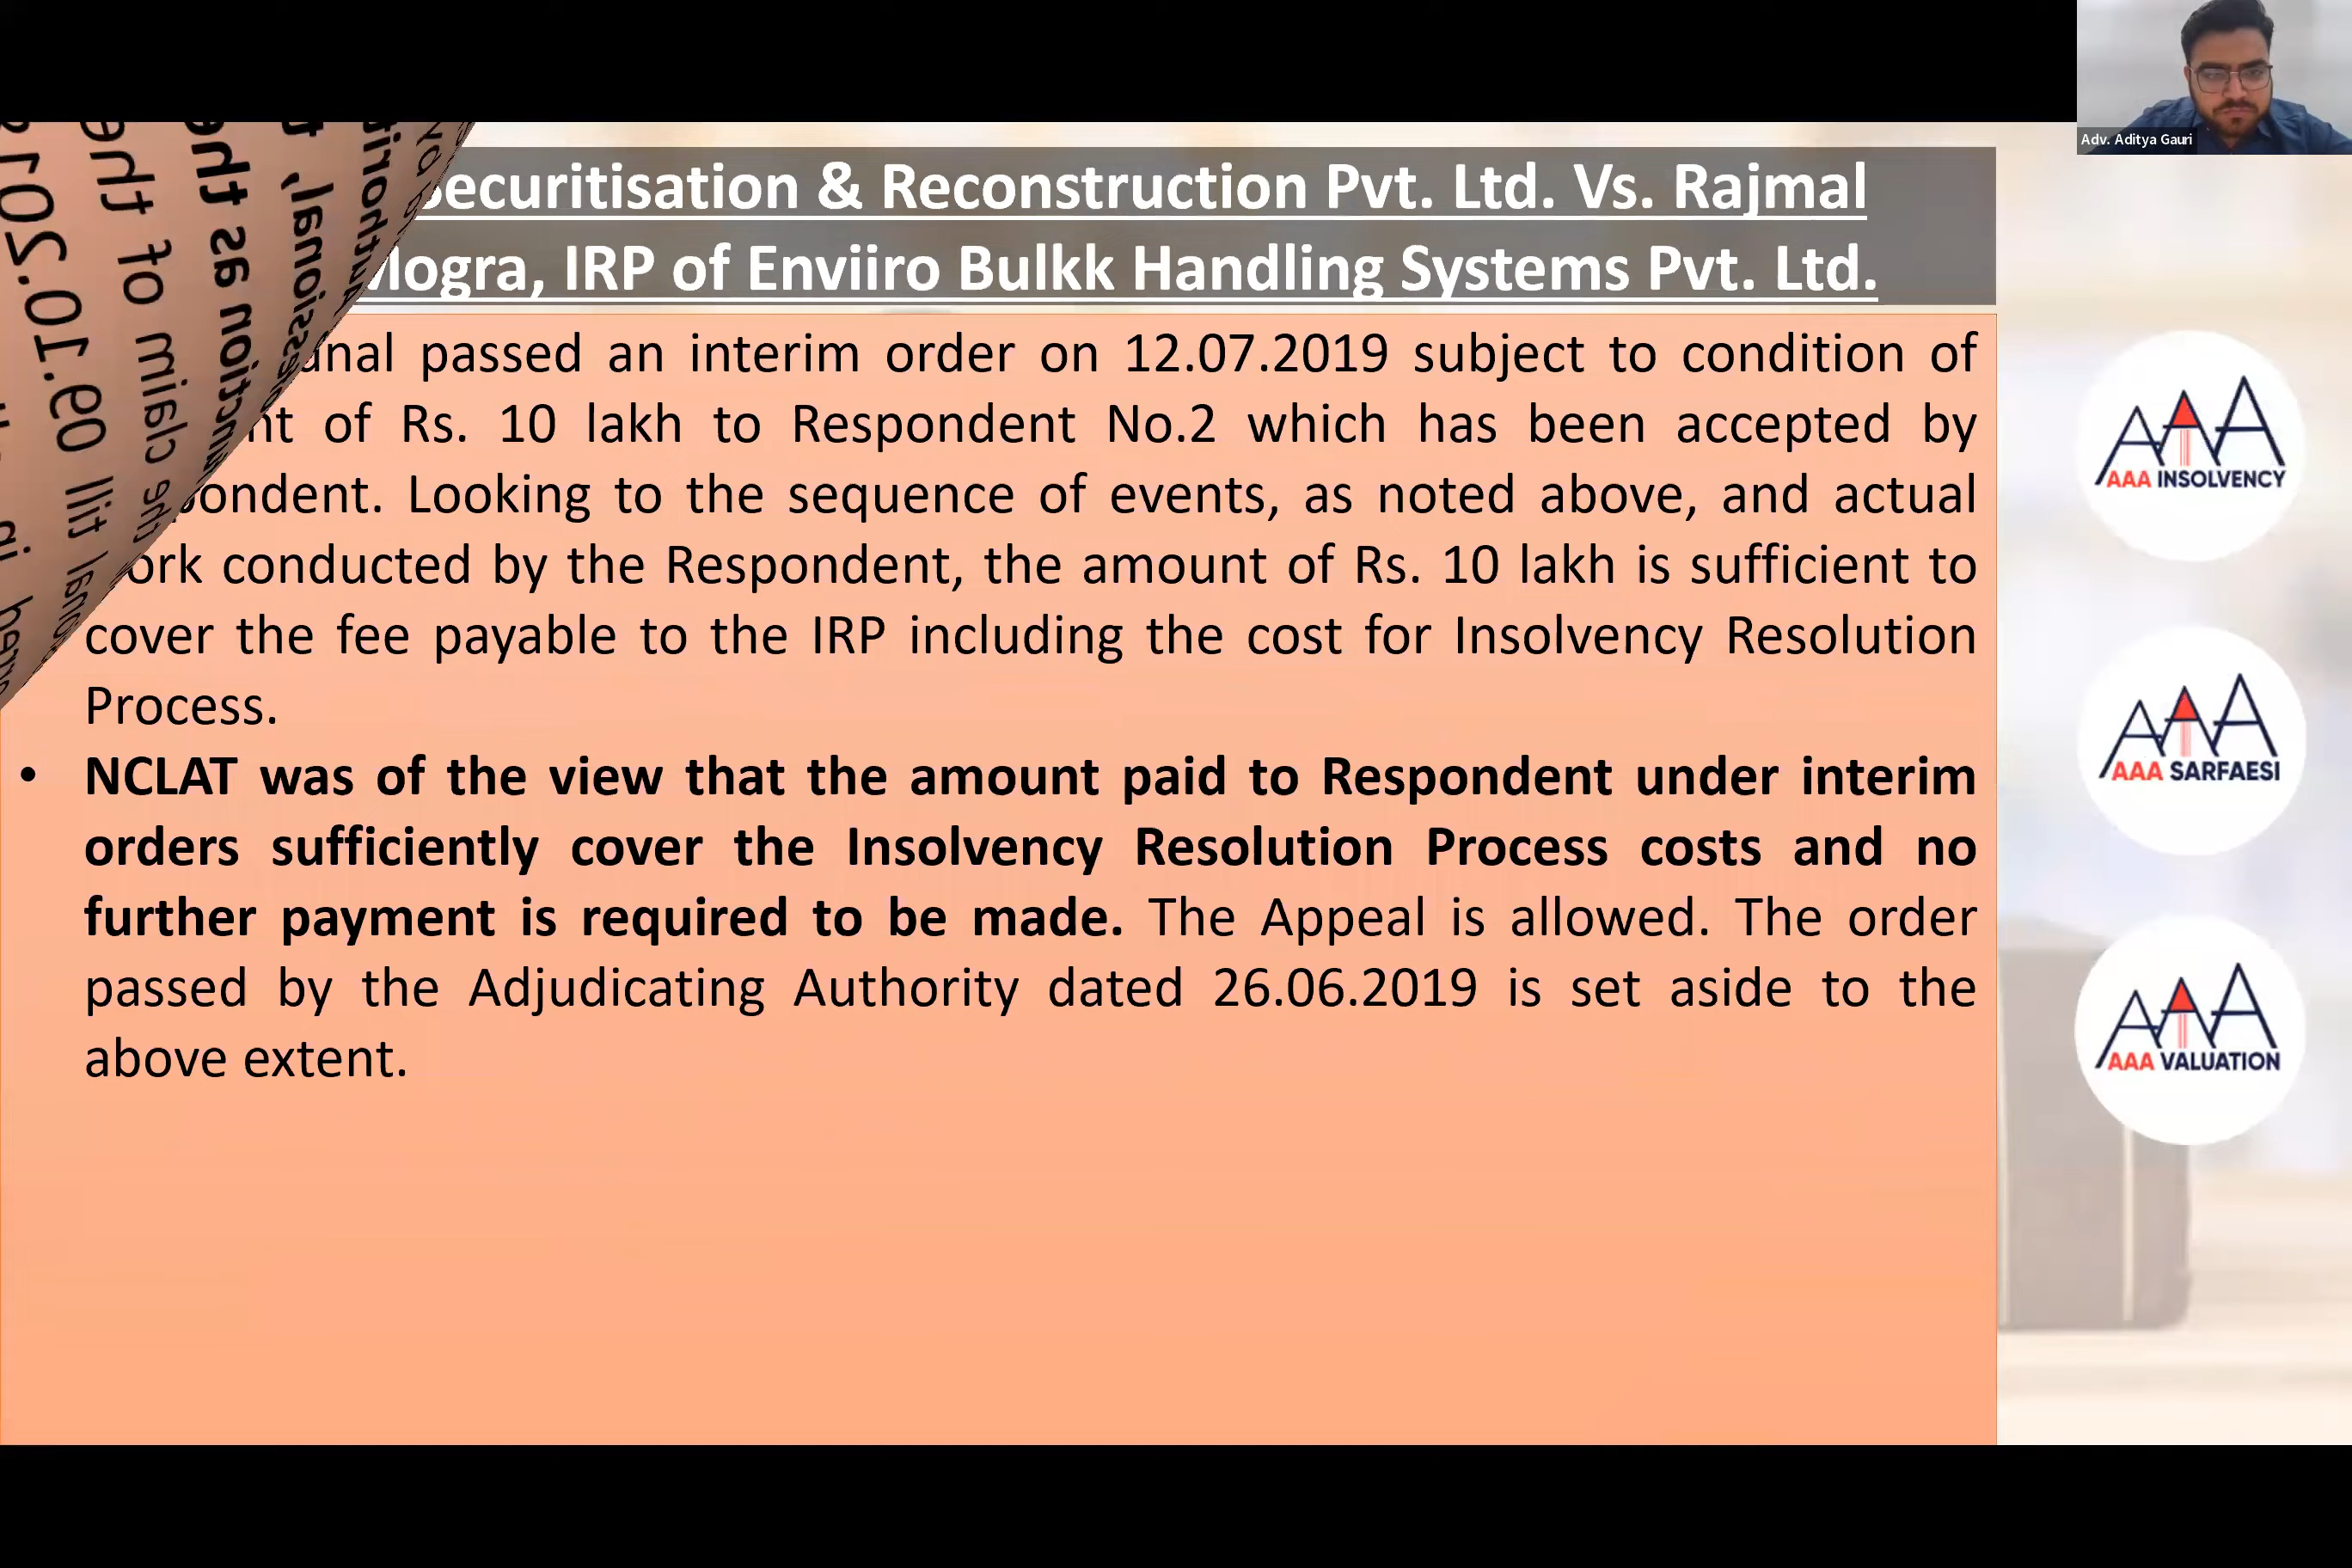 Adv. Aditya Gauri
Securitisation & Reconstruction Pvt. Ltd. Vs. Rajmal
Mogra, IRP of Enviiro Bulkk Handling Systems Pvt. Ltd.
passed an interim order on 12.07.2019 subject to condition of
of Rs. 10 lakh to Respondent No.2 which has been accepted by
Looking to the sequence of events, as noted above, and actual
conducted by the Respondent, the amount of Rs. 10 lakh is sufficient to
cover the fee payable to the IRP including the cost for Insolvency Resolution
Process.
• NCLAT was of the view that the amount paid to Respondent under interim
orders sufficiently cover the Insolvency Resolution Process costs and no
further payment is required to be made. The Appeal is allowed. The order
passed by the Adjudicating Authority dated 26.06.2019 is set aside to the
above extent.
AAA INSOLVENCY
AAA SARFAESI
AAA VALUATION